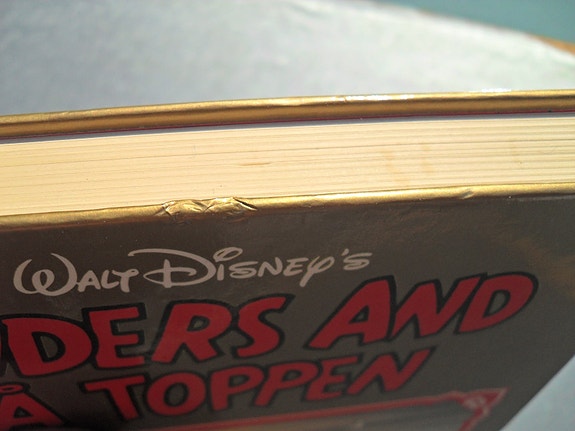 WALT DISNEY'S
DERS AND
Å TOPPEN